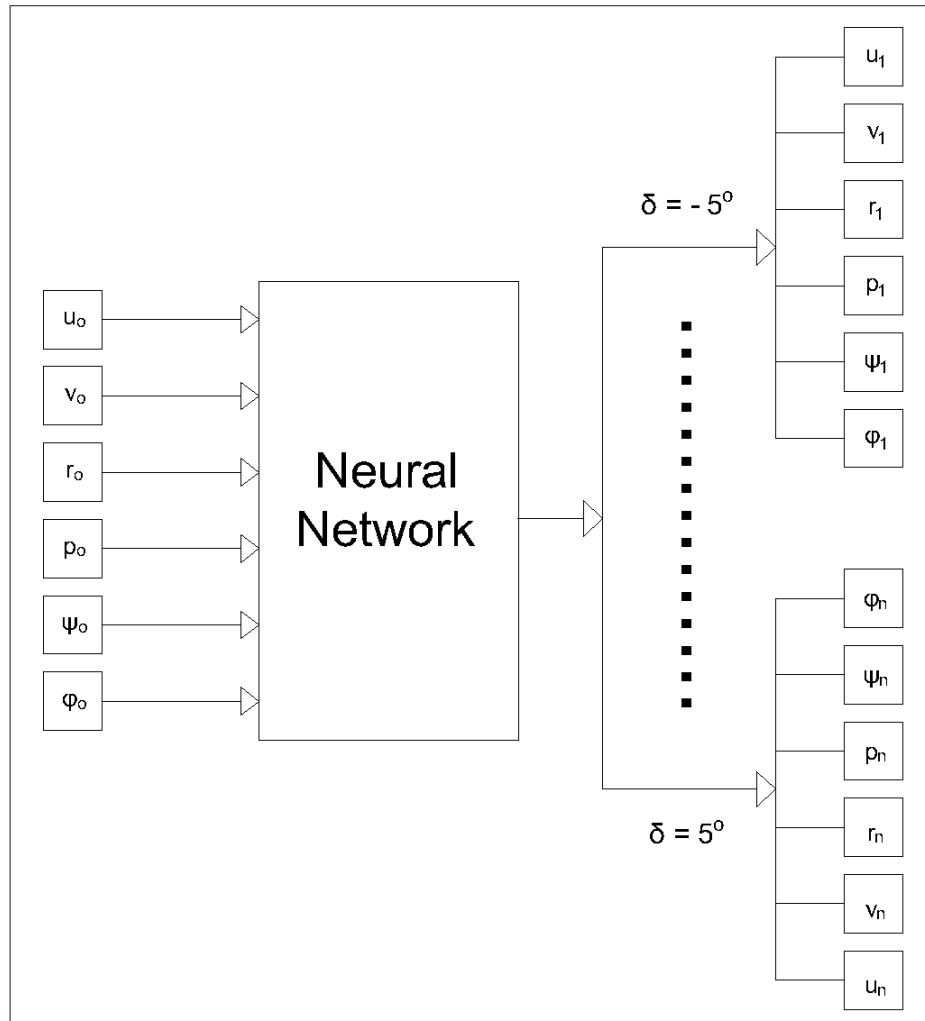 u₁
v₁
r₁
δ = - 5º
p₁
ψ₁
φ₁
uₒ
vₒ
rₒ
pₒ
ψₒ
φₒ
Neural
Network
φₙ
ψₙ
pₙ
δ = 5º
rₙ
vₙ
uₙ